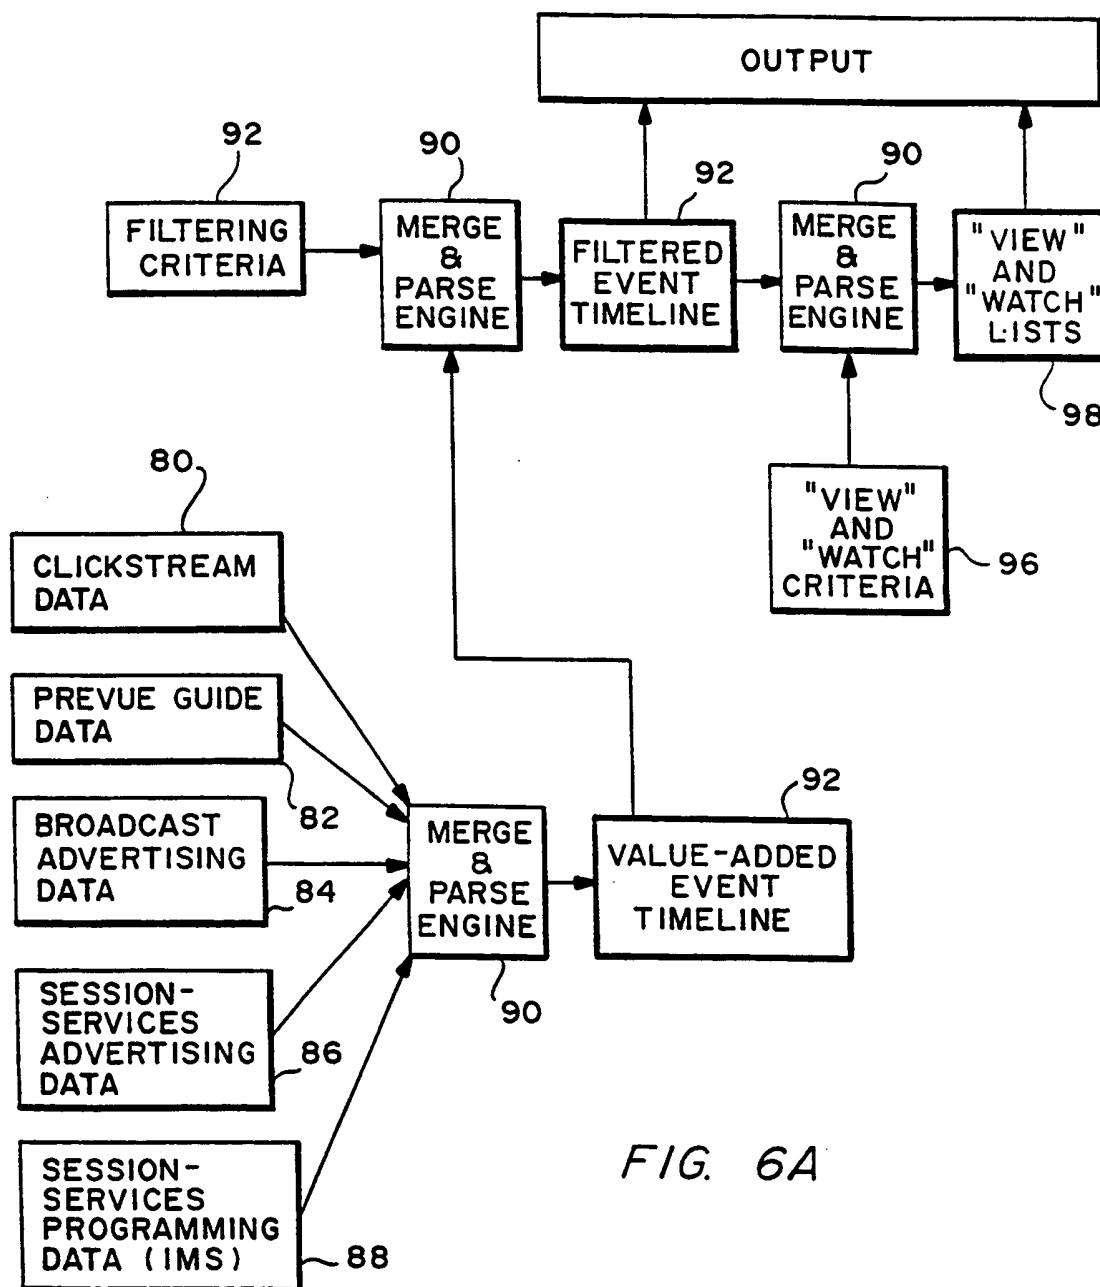 OUTPUT
92
FILTERING
CRITERIA
90
MERGE
&
PARSE
ENGINE
92
FILTERED
EVENT
TIMELINE
90
MERGE
&
PARSE
ENGINE
"VIEW"
AND
"WATCH"
L·ISTS
98
"VIEW"
AND
"WATCH"
CRITERIA
96
80
CLICKSTREAM
DATA
PREVUE GUIDE
DATA
82
BROADCAST
ADVERTISING
DATA
84
SESSION-
SERVICES
ADVERTISING
DATA
86
SESSION-
SERVICES
PROGRAMMING
DATA (IMS)
88
MERGE
&
PARSE
ENGINE
90
92
VALUE-ADDED
EVENT
TIMELINE
FIG. 6A